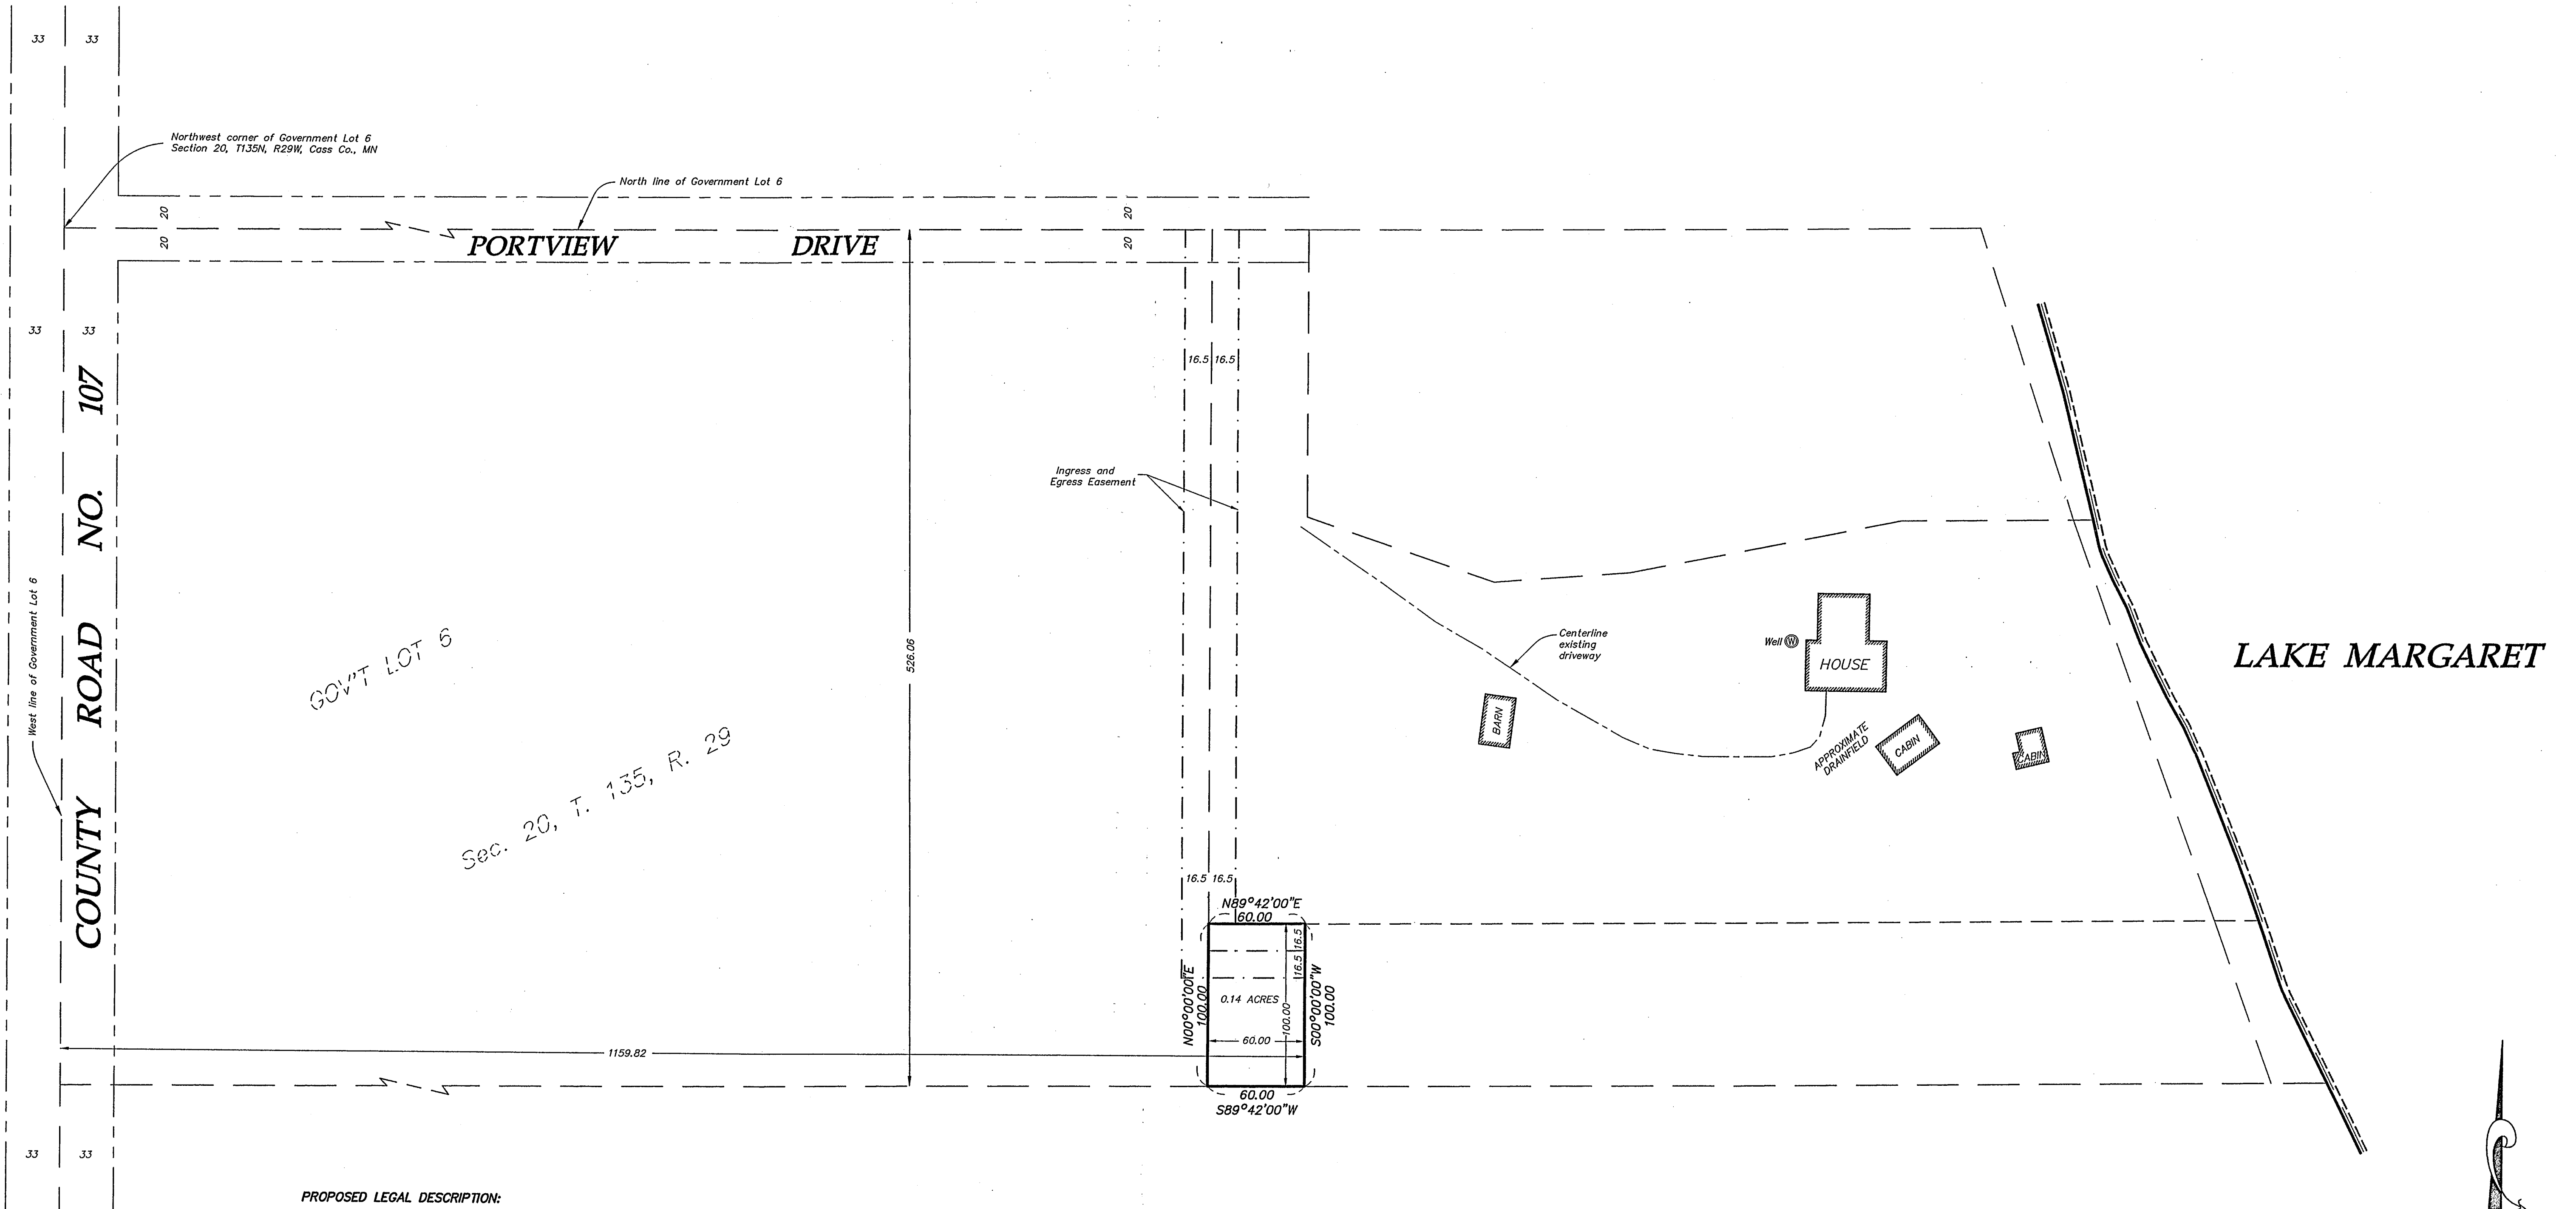 33
33
Northwest corner of Government Lot 6
Section 20, T135N, R29W, Cass Co., MN
North line of Government Lot 6
20
20
20
20
PORTVIEW DRIVE
33
33
16.5
16.5
COUNTY ROAD NO. 107
Ingress and
Egress Easement
West line of Government Lot 6
GOV'T LOT 6
Sec. 20, T. 135, R. 29
526.06
Centerline
existing
driveway
Well W
HOUSE
LAKE MARGARET
BARN
APPROXIMATE
DRAINFIELD
CABIN
CABIN
16.5
16.5
N89°42'00"E
60.00
16.5
16.5
N00°00'00"E
100.00
0.14 ACRES
100.00
S00°00'00"W
100.00
60.00
1159.82
60.00
S89°42'00"W
33
33
PROPOSED LEGAL DESCRIPTION: